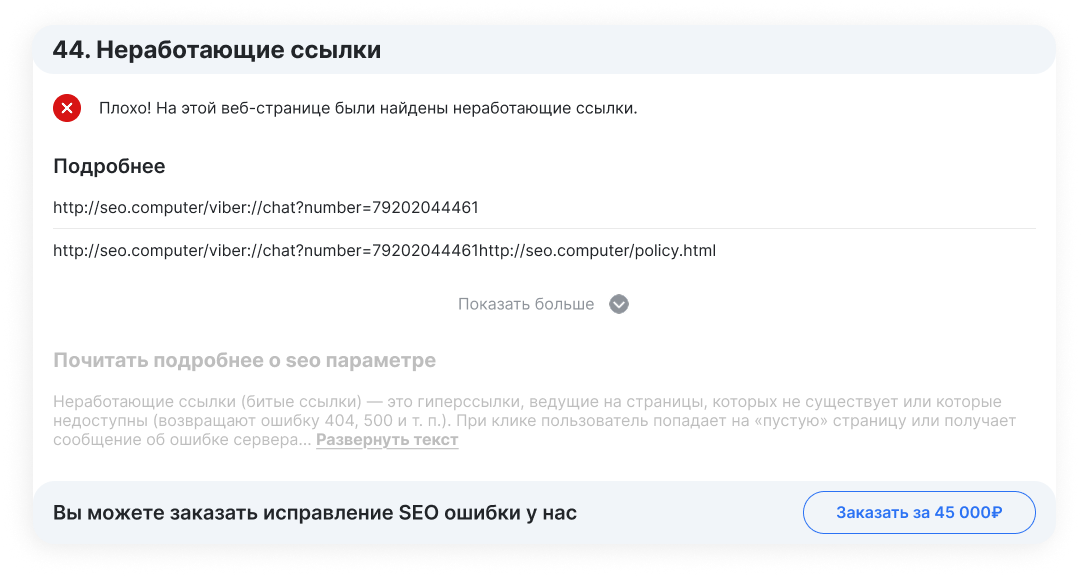 44. Неработающие ссылки
Плохо! На этой веб-странице были найдены неработающие ссылки.
Подробнее
http://seo.computer/viber://chat?number=79202044461
http://seo.computer/viber://chat?number=79202044461http://seo.computer/policy.html
Показать больше
Почитать подробнее о seo параметре
Неработающие ссылки (битые ссылки) — это гиперссылки, ведущие на страницы, которых не существует или которые
недоступны (возвращают ошибку 404, 500 и т. п.). При клике пользователь попадает на «пустую» страницу или получает
сообщение об ошибке сервера... Развернуть текст
Вы можете заказать исправление SEO ошибки у нас
Заказать за 45 000₽